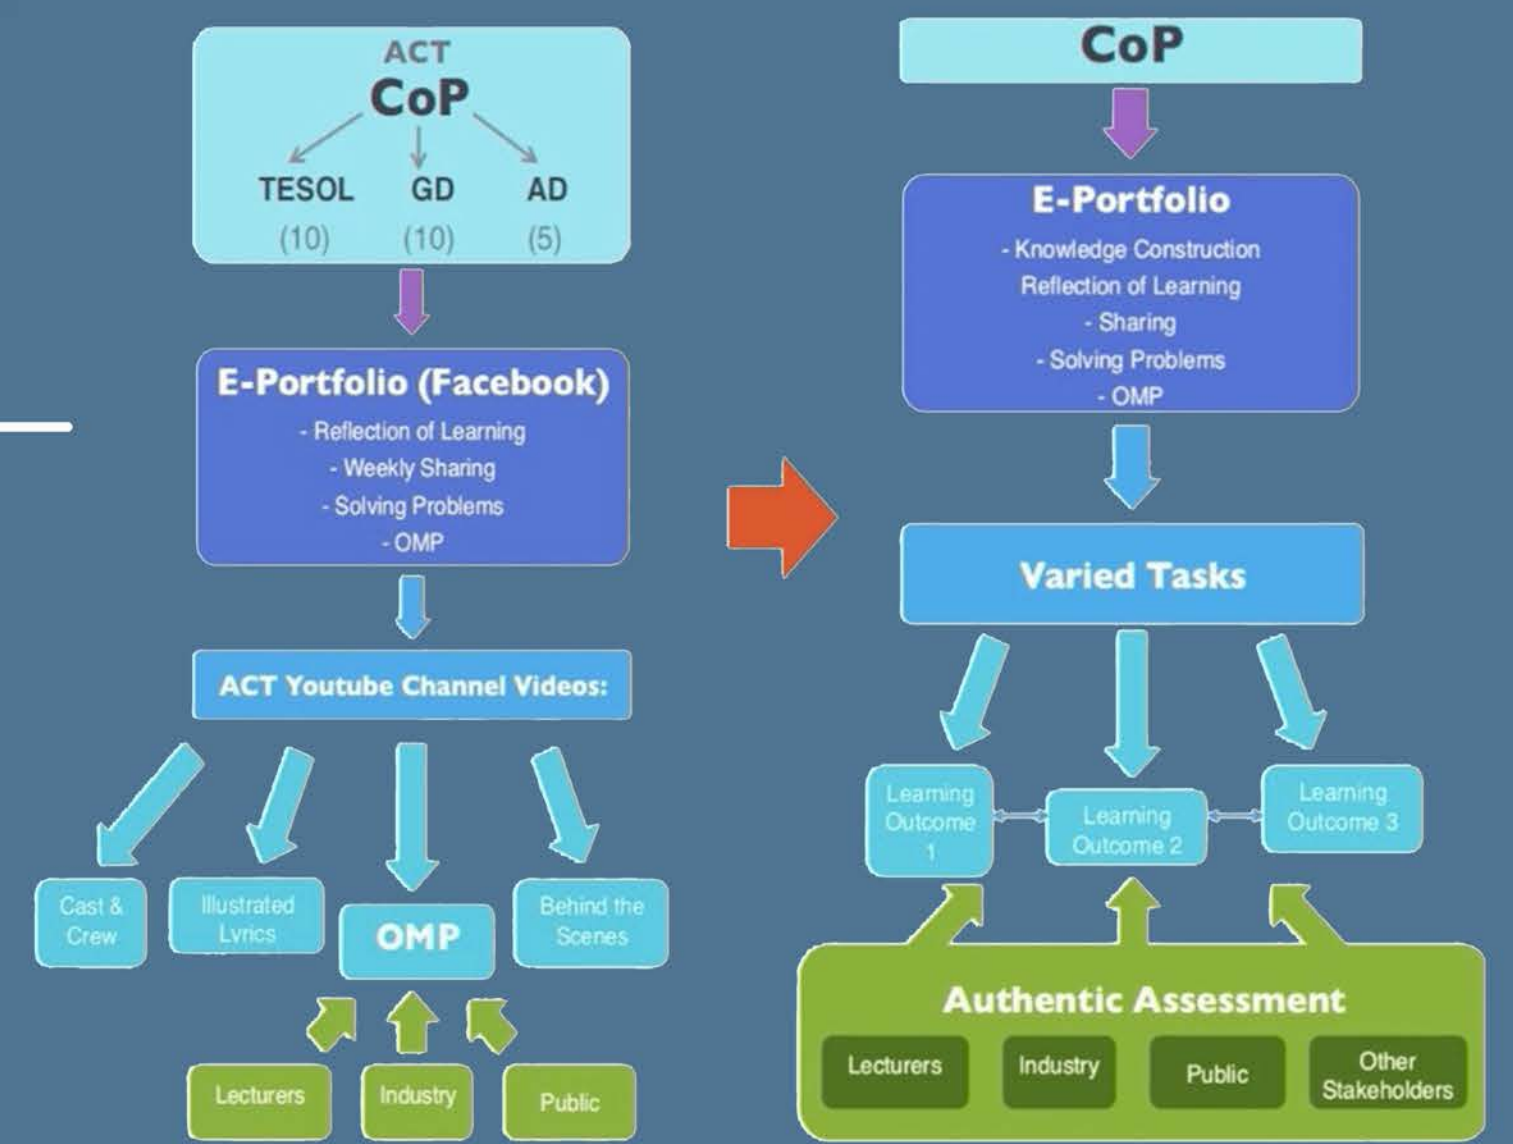 ACT
CoP
TESOL GD AD
(10) (10) (5)
E-Portfolio (Facebook)
- Reflection of Learning
- Weekly Sharing
- Solving Problems
- OMP
ACT Youtube Channel Videos:
Cast &
Crew
Illustrated
Lyrics
OMP
Behind the
Scenes
Lecturers
Industry
Public
CoP
E-Portfolio
- Knowledge Construction
Reflection of Learning
- Sharing
- Solving Problems
- OMP
Varied Tasks
Learning
Outcome
1
Learning
Outcome 2
Learning
Outcome 3
Authentic Assessment
Lecturers
Industry
Public
Other
Stakeholders